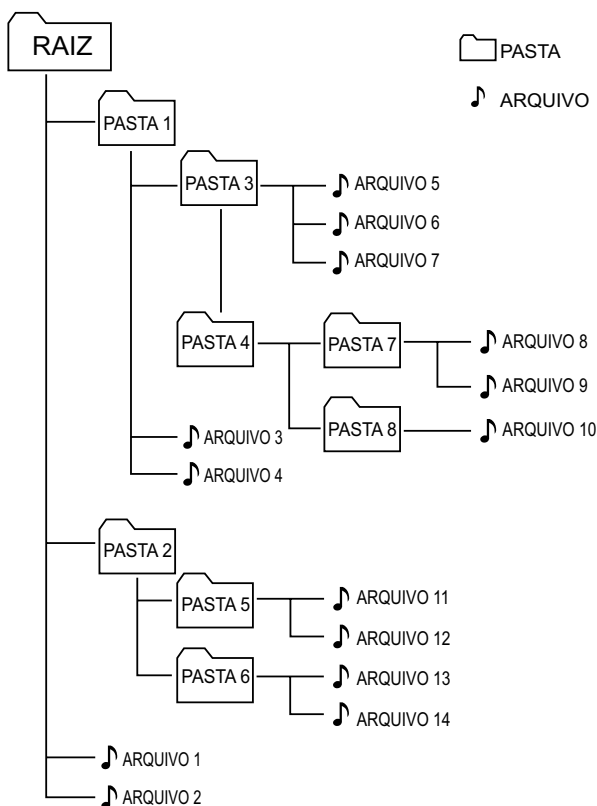 RAIZ
PASTA
ARQUIVO
PASTA 1
PASTA 3
ARQUIVO 5
ARQUIVO 6
ARQUIVO 7
PASTA 4
PASTA 7
ARQUIVO 8
ARQUIVO 9
PASTA 8
ARQUIVO 10
ARQUIVO 3
ARQUIVO 4
PASTA 2
PASTA 5
ARQUIVO 11
ARQUIVO 12
PASTA 6
ARQUIVO 13
ARQUIVO 14
ARQUIVO 1
ARQUIVO 2